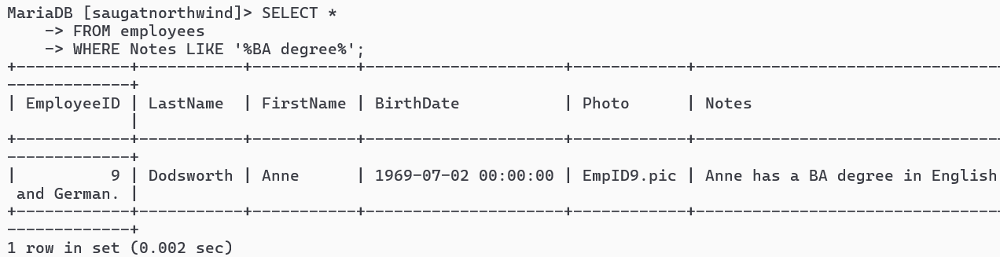 MariaDB [saugatnorthwind]> SELECT *
    -> FROM employees
    -> WHERE Notes LIKE '%BA degree%';
+------------+-----------+-----------+---------------------+------------+---------------------------------
-------------+
| EmployeeID | LastName  | FirstName | BirthDate           | Photo      | Notes
             |
+------------+-----------+-----------+---------------------+------------+---------------------------------
-------------+
|          9 | Dodsworth | Anne      | 1969-07-02 00:00:00 | EmpID9.pic | Anne has a BA degree in English
 and German. |
+------------+-----------+-----------+---------------------+------------+---------------------------------
-------------+
1 row in set (0.002 sec)